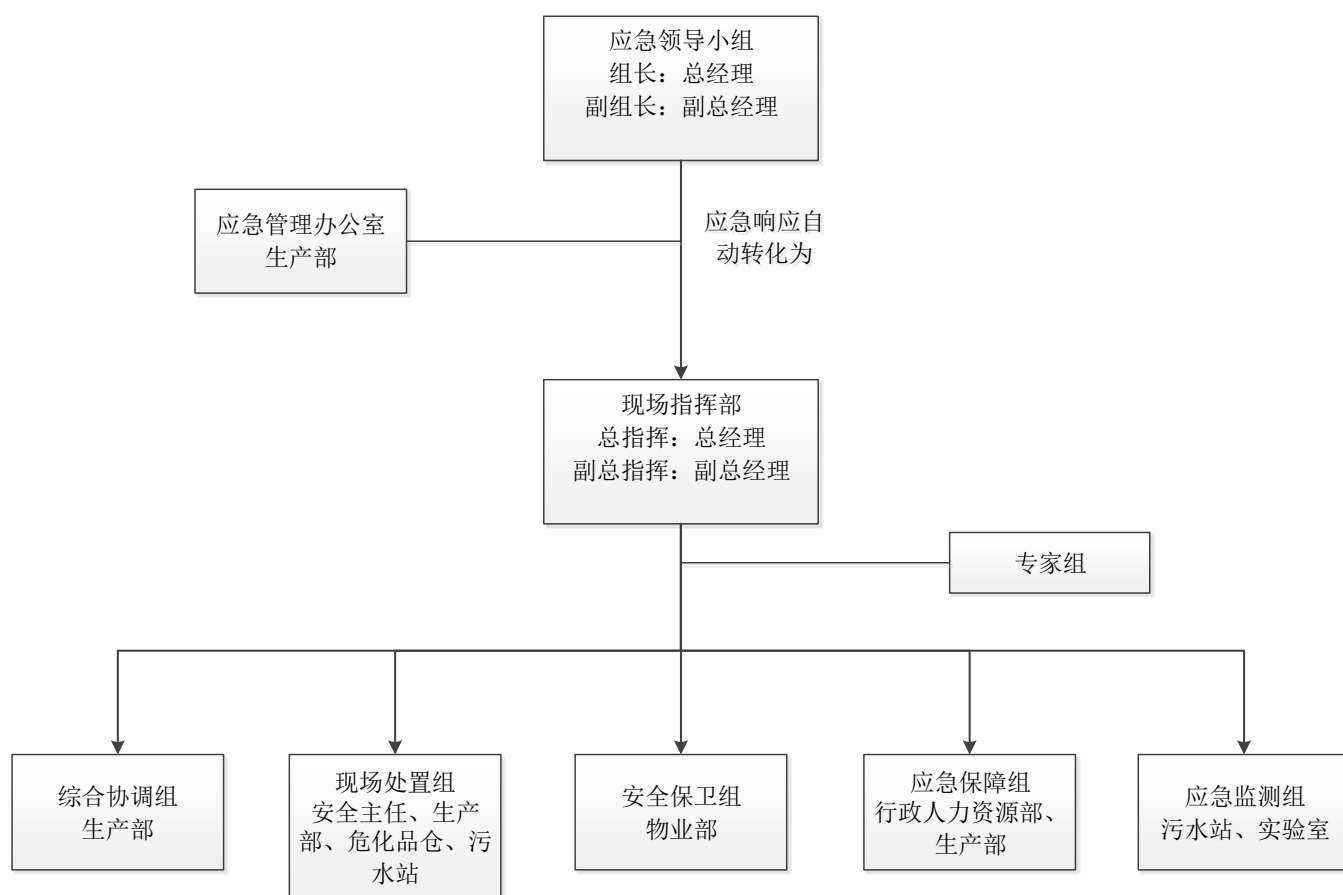 应急领导小组
组长：总经理
副组长：副总经理
应急管理办公室
生产部
应急响应自
动转化为
现场指挥部
总指挥：总经理
副总指挥：副总经理
专家组
综合协调组
生产部
现场处置组
安全主任、生产
部、危化品仓、污
水站
安全保卫组
物业部
应急保障组
行政人力资源部、
生产部
应急监测组
污水站、实验室